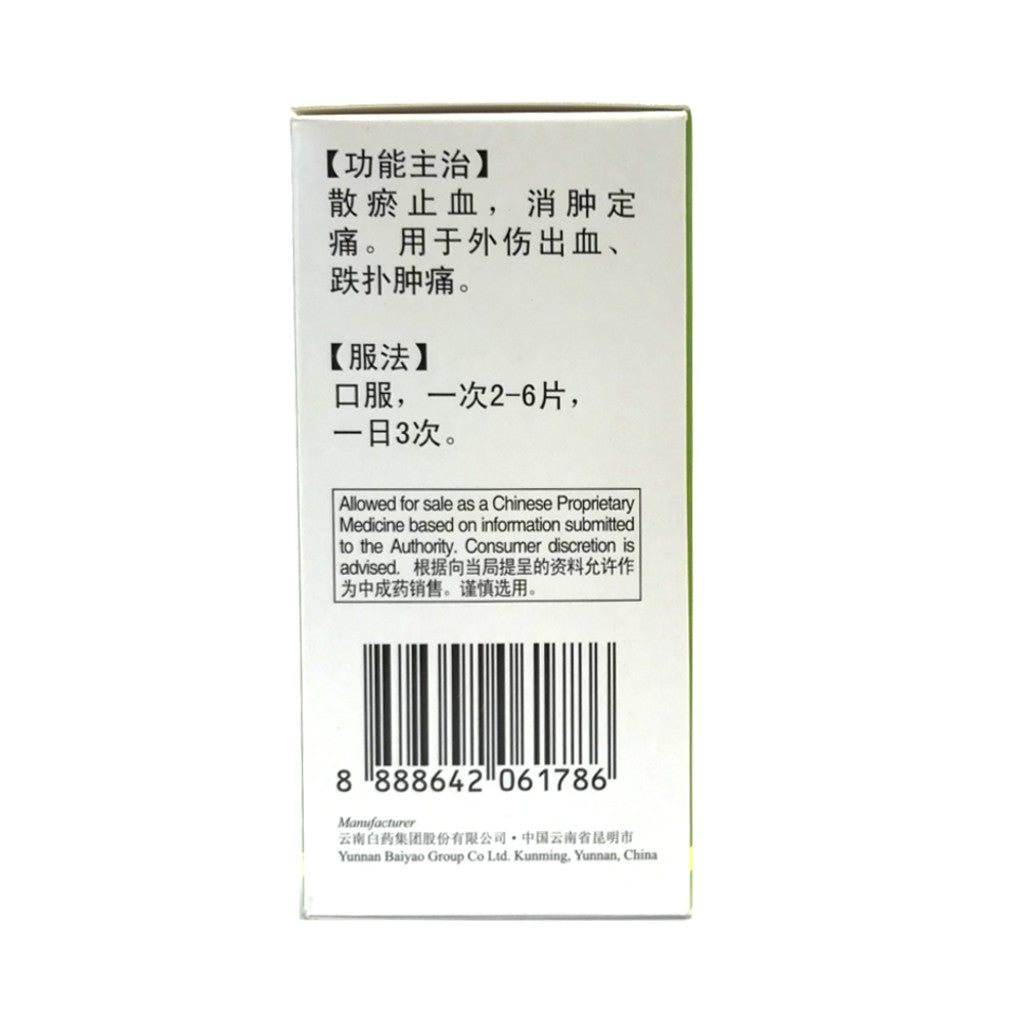 【功能主治】
散瘀止血，消肿定
痛。用于外伤出血、
跌扑肿痛。
【服法】
口服，一次2-6片，
一日3次。
Allowed for sale as a Chinese Proprietary
Medicine based on information submitted
to the Authority. Consumer discretion is
advised. 根据向当局提呈的资料允许作
为中成药销售。谨慎选用。
8 888642 061786
Manufacturer
云南白药集团股份有限公司·中国云南省昆明市
Yunnan Baiyao Group Co Ltd. Kunming, Yunnan, China